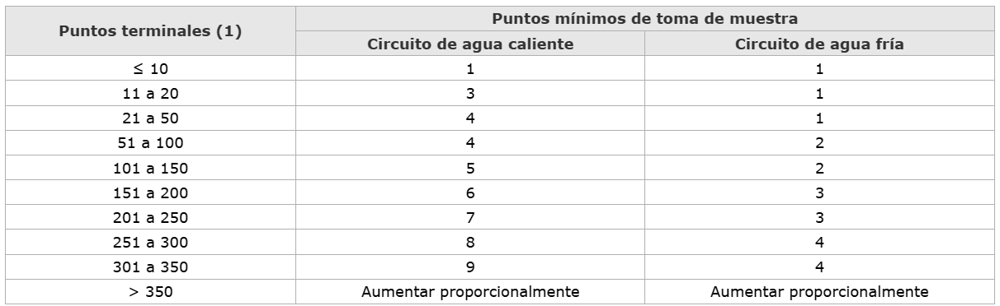 Puntos terminales (1) Puntos mínimos de toma de muestra
Circuito de agua caliente Circuito de agua fría
≤ 10 1 1
11 a 20 3 1
21 a 50 4 1
51 a 100 4 2
101 a 150 5 2
151 a 200 6 3
201 a 250 7 3
251 a 300 8 4
301 a 350 9 4
> 350 Aumentar proporcionalmente Aumentar proporcionalmente